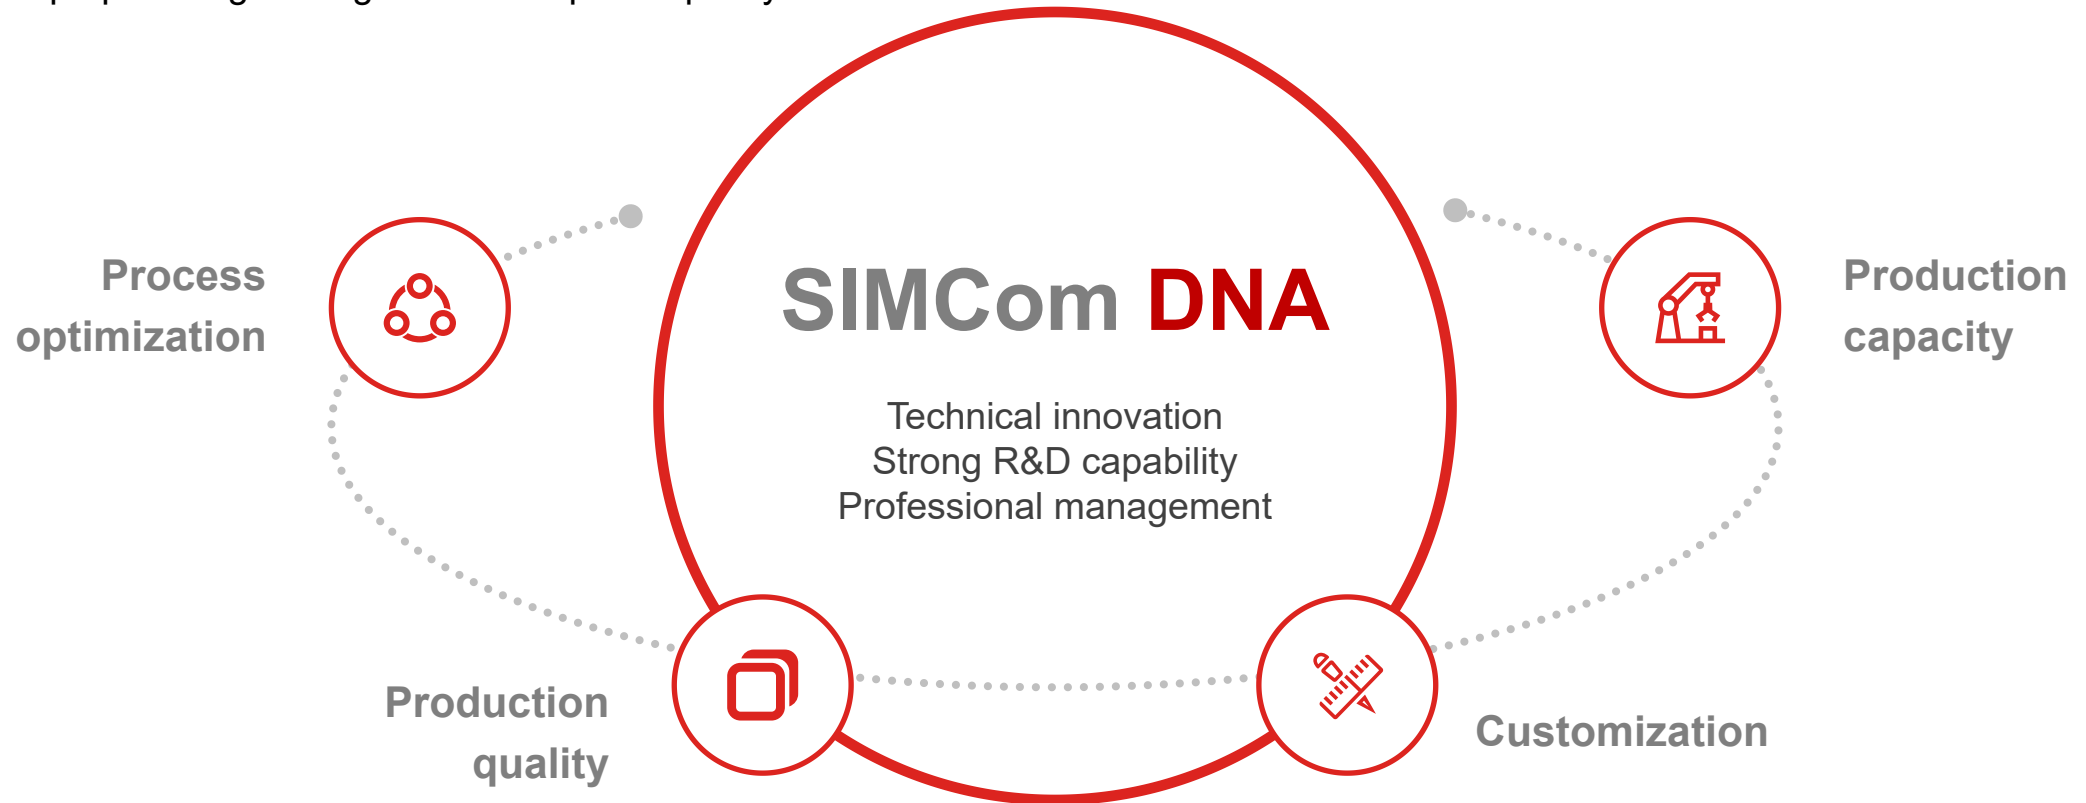 SIMCom DNA
Technical innovation
Strong R&D capability
Professional management
Process
optimization
Production
capacity
Production
quality
Customization